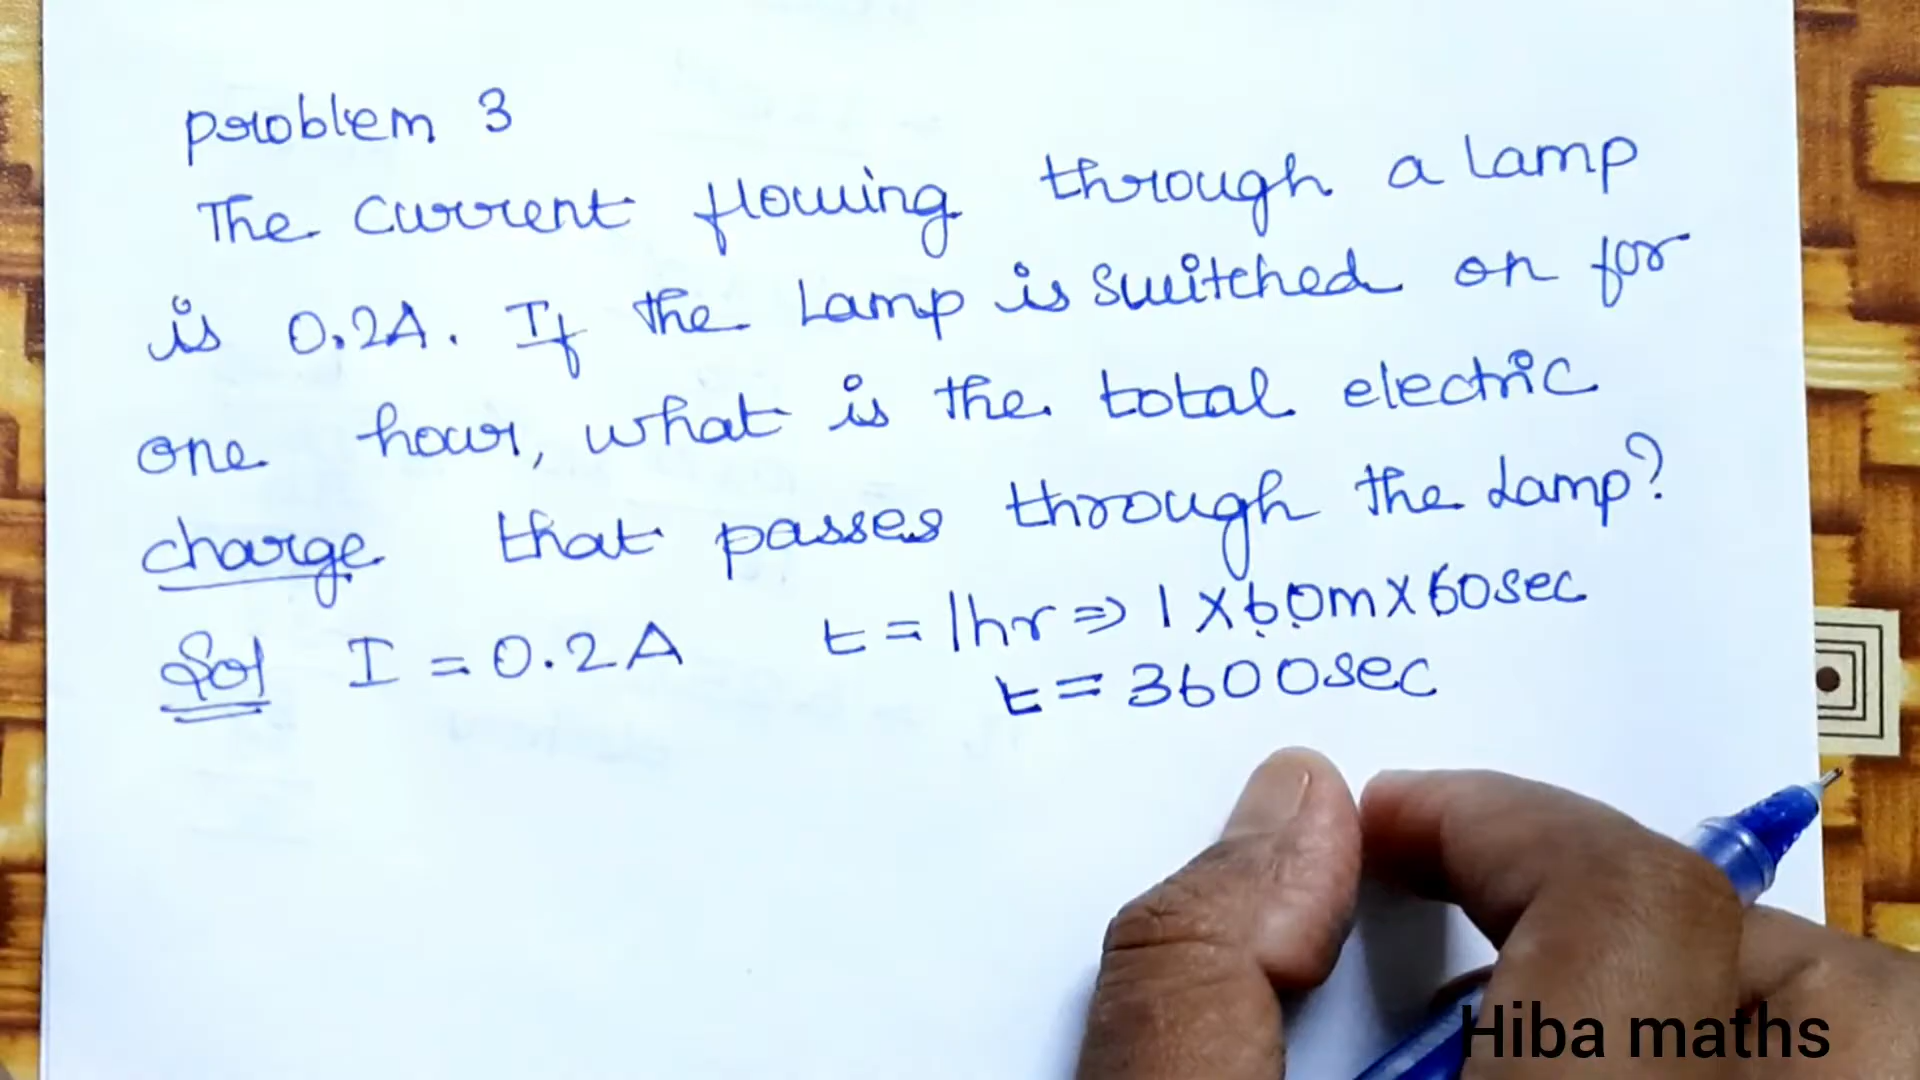 problem 3
The current flowing through a lamp
is 0.2A. If the Lamp is switched on for
one hour, what is the total electric
charge that passes through the Lamp?
Sol I = 0.2A t = 1hr ⇒ 1 X 60m X 60sec
t = 3600sec
Hiba maths